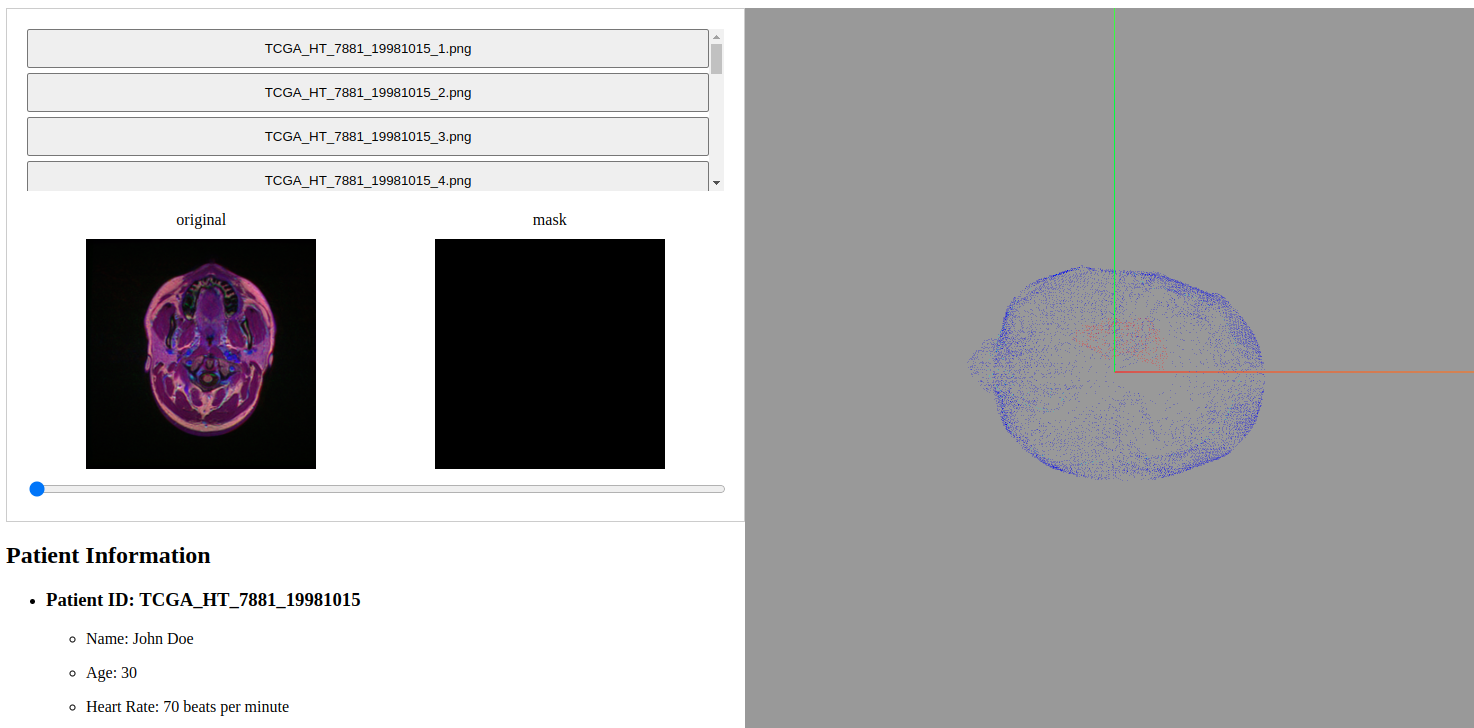 TCGA_HT_7881_19981015_1.png
TCGA_HT_7881_19981015_2.png
TCGA_HT_7881_19981015_3.png
TCGA_HT_7881_19981015_4.png
original
mask
Patient Information
Patient ID: TCGA_HT_7881_19981015
Name: John Doe
Age: 30
Heart Rate: 70 beats per minute